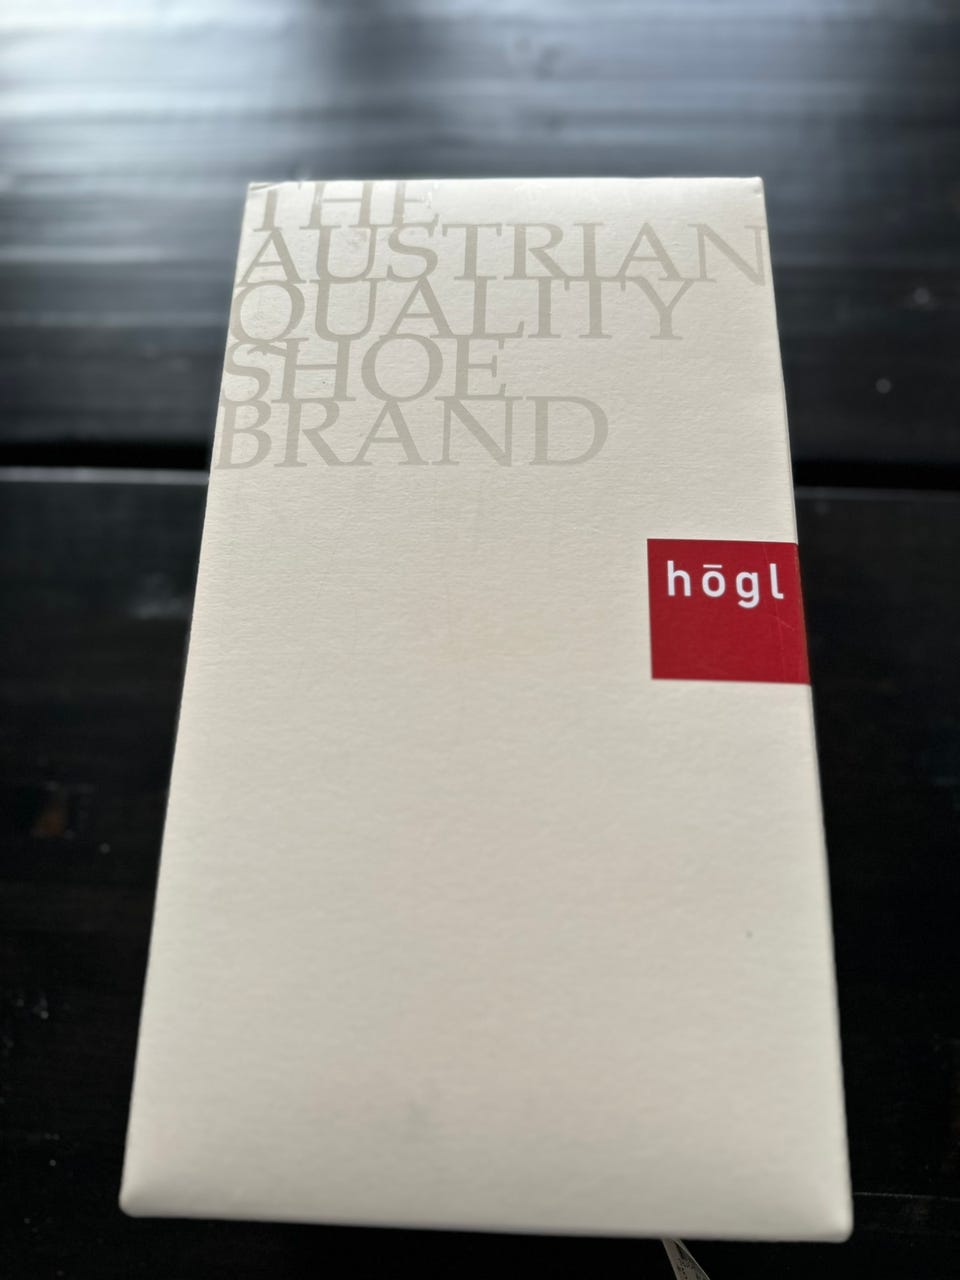 THE
AUSTRIAN
QUALITY
SHOE
BRAND
hōgl